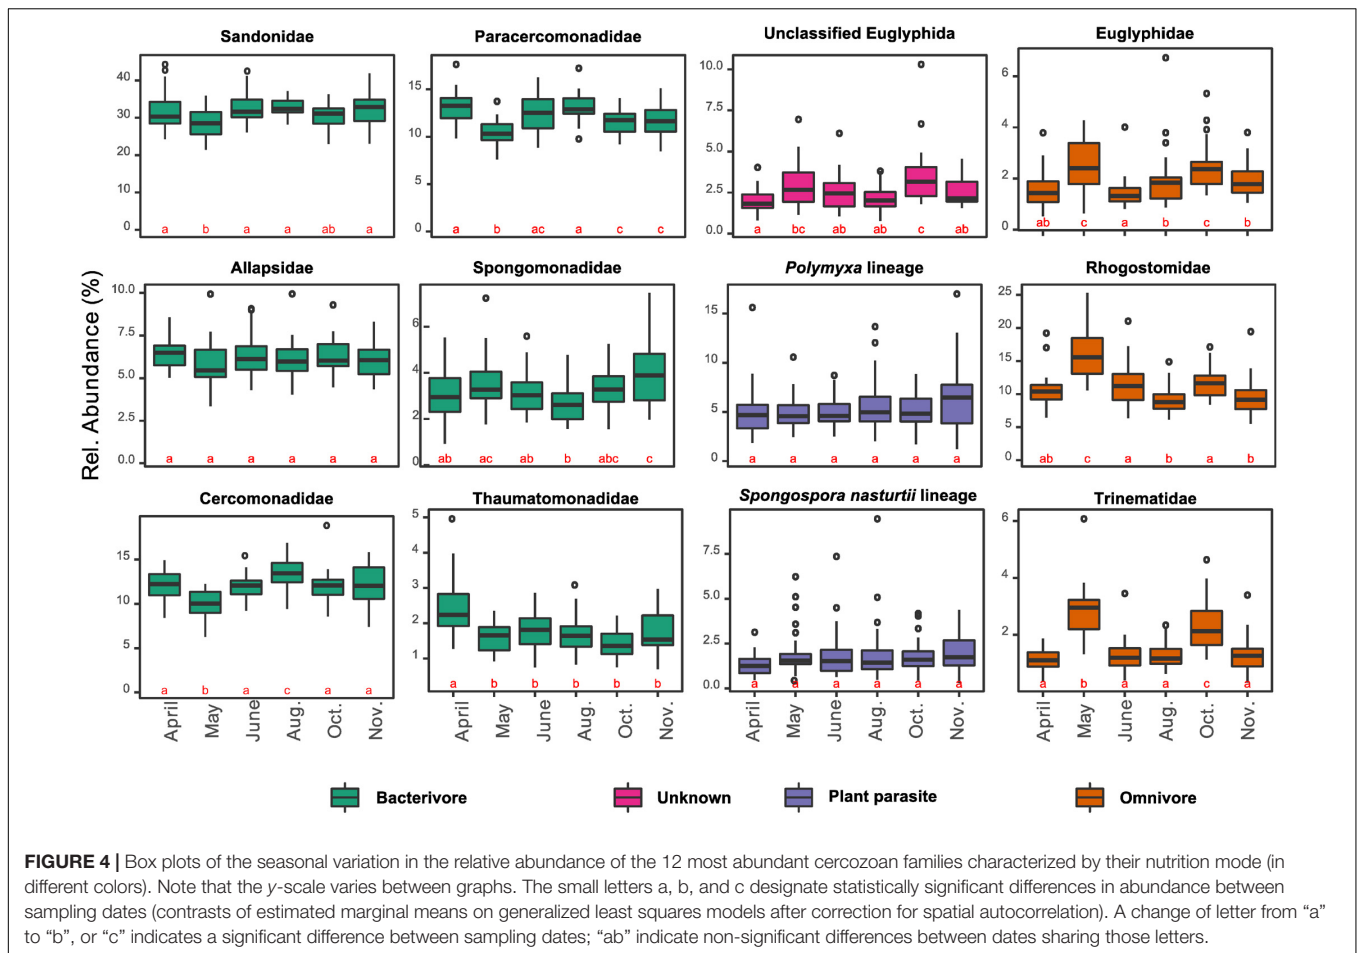 Sandonidae Paracercomonadidae Unclassified Euglyphida Euglyphidae
40
30
20
10
0
a b a a ab a
15
10
5
0
a b ac a c c
10.0
7.5
5.0
2.5
0.0
a bc ab ab c ab
6
4
2
0
ab c a b c b
Rel. Abundance (%)
Allapsidae Spongomonadidae Polymyxa lineage Rhogostomidae
10.0
7.5
5.0
2.5
0.0
a a a a a a
6
4
2
0
ab ac ab b abc c
15
10
5
0
a a a a a a
25
20
15
10
5
0
ab c a b a b
Cercomonadidae Thaumatomonadidae Spongospora nasturtii lineage Trinematidae
15
10
5
0
a b a c a a
5
4
3
2
1
a b b b b b
7.5
5.0
2.5
0.0
a a a a a a
6
4
2
a b a a c a
April May June Aug. Oct. Nov.
April May June Aug. Oct. Nov.
April May June Aug. Oct. Nov.
April May June Aug. Oct. Nov.
Bacterivore Unknown Plant parasite Omnivore
FIGURE 4 | Box plots of the seasonal variation in the relative abundance of the 12 most abundant cercozoan families characterized by their nutrition mode (in
different colors). Note that the y-scale varies between graphs. The small letters a, b, and c designate statistically significant differences in abundance between
sampling dates (contrasts of estimated marginal means on generalized least squares models after correction for spatial autocorrelation). A change of letter from “a”
to “b”, or “c” indicates a significant difference between sampling dates; “ab” indicate non-significant differences between dates sharing those letters.